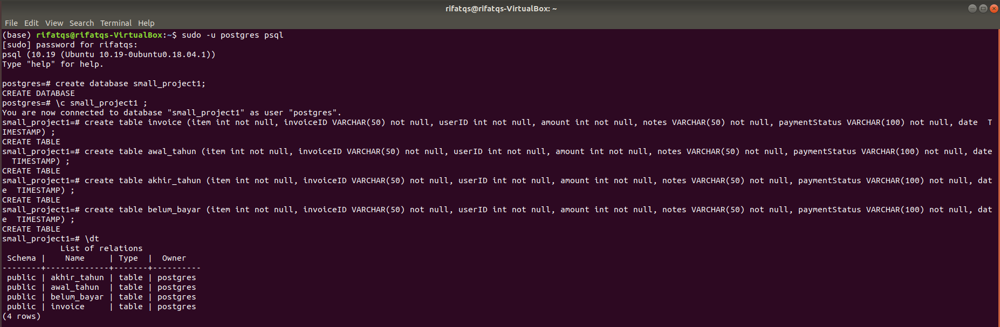 rifatqs@rifatqs-VirtualBox: ~
File Edit View Search Terminal Help
(base) rifatqs@rifatqs-VirtualBox:~$ sudo -u postgres psql
[sudo] password for rifatqs:
psql (10.19 (Ubuntu 10.19-0ubuntu0.18.04.1))
Type "help" for help.
postgres=# create database small_project1;
CREATE DATABASE
postgres=# \c small_project1 ;
You are now connected to database "small_project1" as user "postgres".
small_project1=# create table invoice (item int not null, invoiceID VARCHAR(50) not null, userID int not null, amount int not null, notes VARCHAR(50) not null, paymentStatus VARCHAR(100) not null, date  T
IMESTAMP) ;
CREATE TABLE
small_project1=# create table awal_tahun (item int not null, invoiceID VARCHAR(50) not null, userID int not null, amount int not null, notes VARCHAR(50) not null, paymentStatus VARCHAR(100) not null, date
  TIMESTAMP) ;
CREATE TABLE
small_project1=# create table akhir_tahun (item int not null, invoiceID VARCHAR(50) not null, userID int not null, amount int not null, notes VARCHAR(50) not null, paymentStatus VARCHAR(100) not null, dat
e  TIMESTAMP) ;
CREATE TABLE
small_project1=# create table belum_bayar (item int not null, invoiceID VARCHAR(50) not null, userID int not null, amount int not null, notes VARCHAR(50) not null, paymentStatus VARCHAR(100) not null, dat
e  TIMESTAMP) ;
CREATE TABLE
small_project1=# \dt
            List of relations
 Schema |    Name     | Type  |  Owner
--------+-------------+-------+----------
 public | akhir_tahun | table | postgres
 public | awal_tahun  | table | postgres
 public | belum_bayar | table | postgres
 public | invoice     | table | postgres
(4 rows)